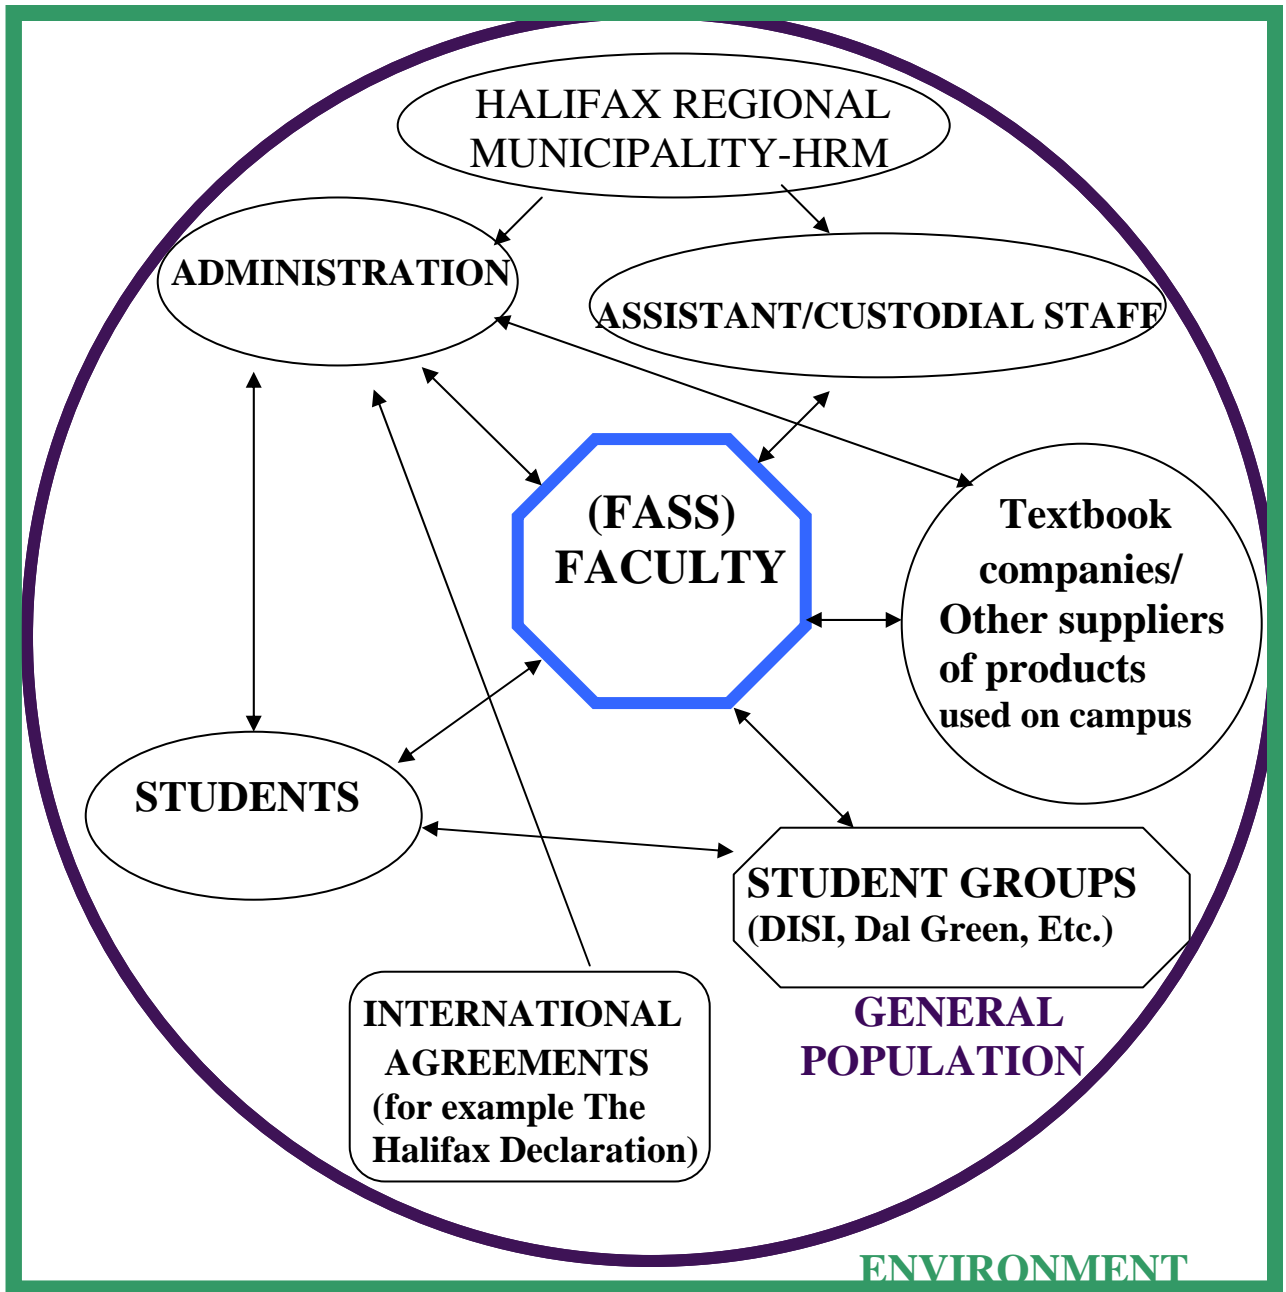 HALIFAX REGIONAL
MUNICIPALITY-HRM
ADMINISTRATION
ASSISTANT/CUSTODIAL STAFF
(FASS)
FACULTY
Textbook
companies/
Other suppliers
of products
used on campus
STUDENTS
STUDENT GROUPS
(DISI, Dal Green, Etc.)
INTERNATIONAL
AGREEMENTS
(for example The
Halifax Declaration)
GENERAL
POPULATION
ENVIRONMENT